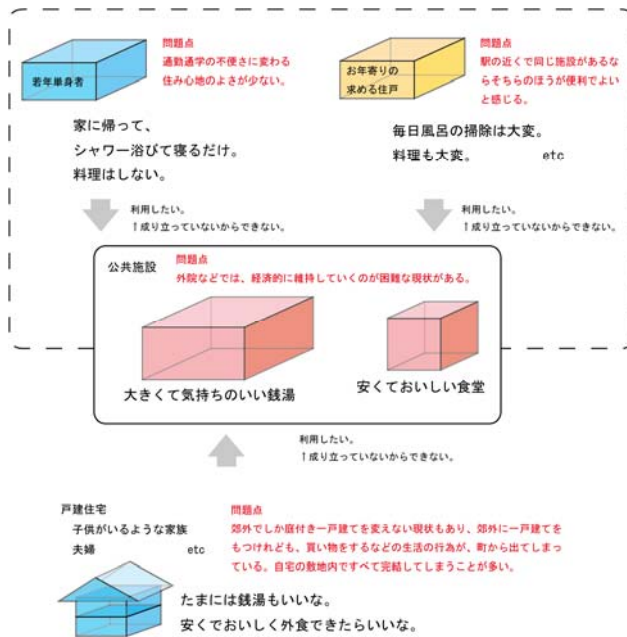 問題点
通勤通学の不便さに変わる
住み心地のよさが少ない。
若年単身者
家に帰って、
シャワー浴びて寝るだけ。
料理はしない。
問題点
駅の近くで同じ施設があるな
らそちらのほうが便利でよい
と感じる。
お年寄りの
求める住戸
毎日風呂の掃除は大変。
料理も大変。 etc
利用したい。
↑成り立っていないからできない。
利用したい。
↑成り立っていないからできない。
公共施設
問題点
外院などでは、経済的に維持していくのが困難な現状がある。
大きくて気持ちのいい銭湯
安くておいしい食堂
利用したい。
↑成り立っていないからできない。
戸建住宅
子供がいるような家族
夫婦 etc
問題点
郊外でしか庭付き一戸建てを変えない現状もあり、郊外に一戸建てを
もつけれども、買い物をするなどの生活の行為が、町から出てしまっ
ている。自宅の敷地内ですべて完結してしまうことが多い。
たまには銭湯もいいな。
安くでおいしく外食できたらいいな。